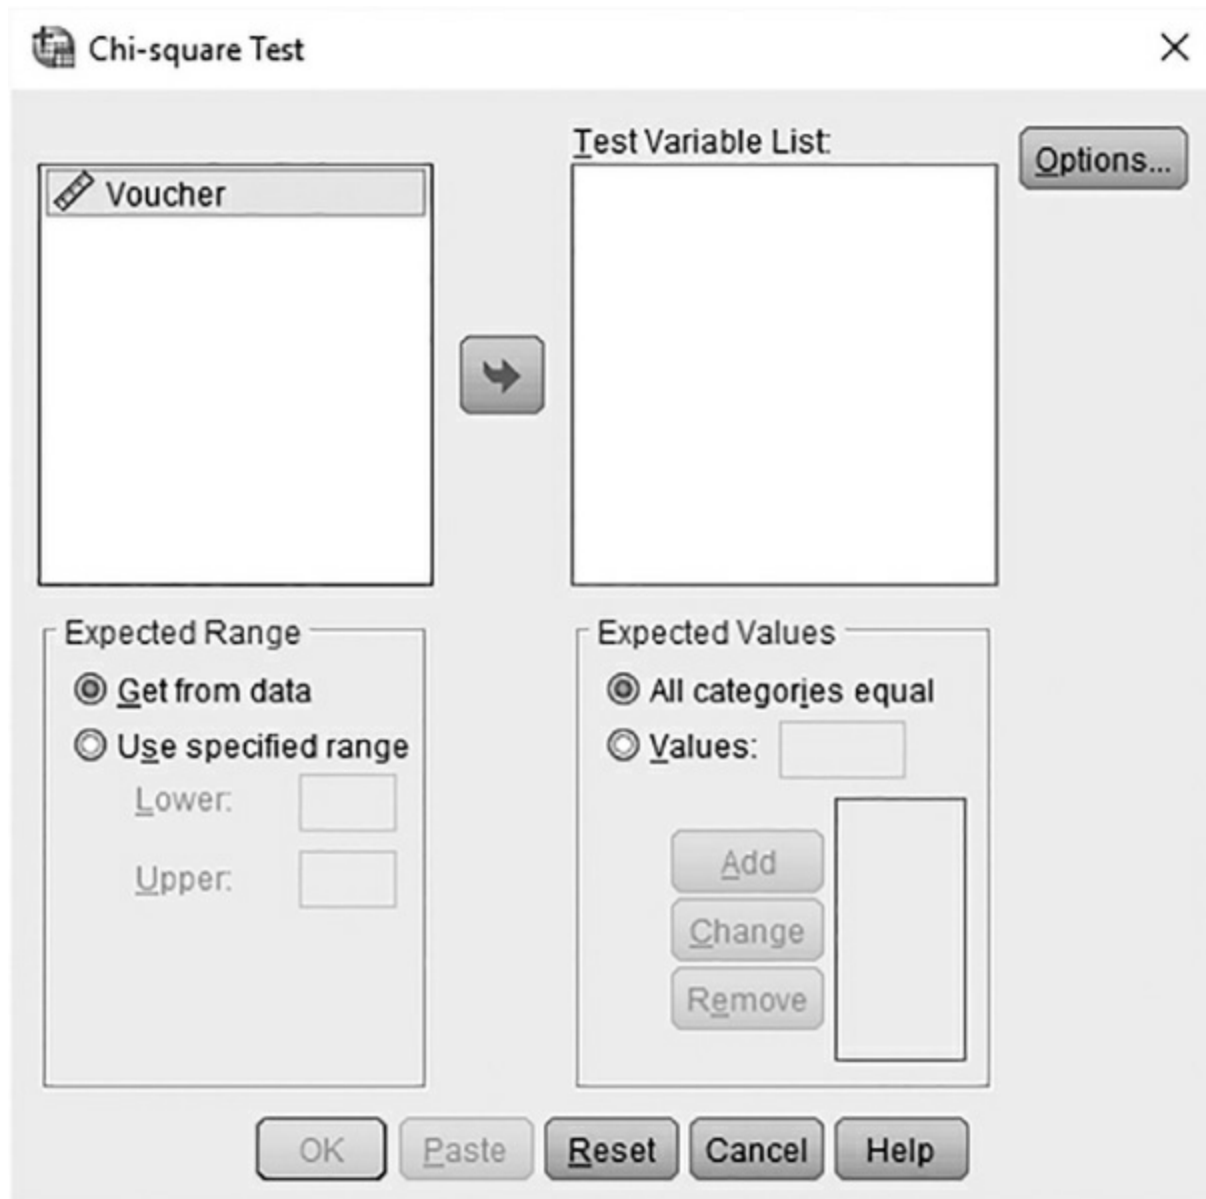 Chi-square Test
Test Variable List:
Options...
Voucher
Expected Range
Get from data
Use specified range
Lower:
Upper:
Expected Values
All categories equal
Values:
Add
Change
Remove
OK
Paste
Reset
Cancel
Help